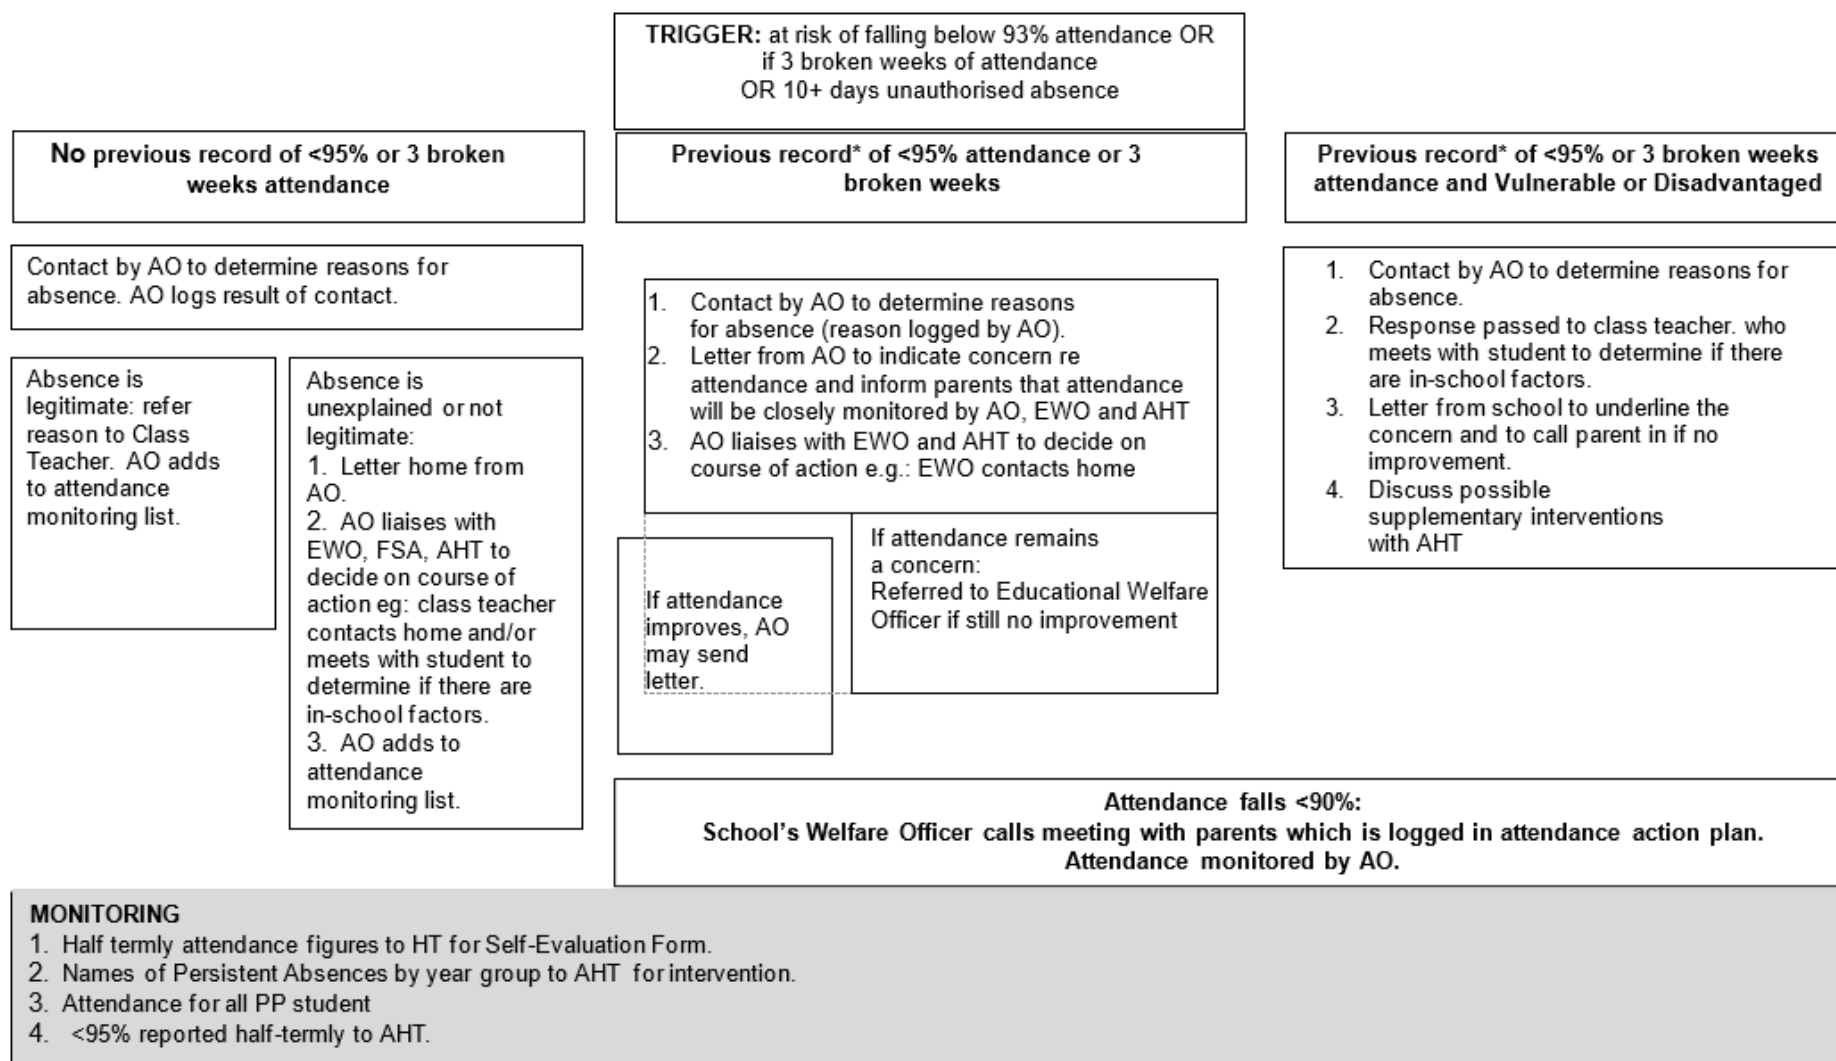 TRIGGER: at risk of falling below 93% attendance OR
if 3 broken weeks of attendance
OR 10+ days unauthorised absence
No previous record of <95% or 3 broken
weeks attendance
Contact by AO to determine reasons for
absence. AO logs result of contact.
Absence is
legitimate: refer
reason to Class
Teacher. AO adds
to attendance
monitoring list.
Absence is
unexplained or not
legitimate:
1. Letter home from
AO.
2. AO liaises with
EWO, FSA, AHT to
decide on course of
action eg: class teacher
contacts home and/or
meets with student to
determine if there are
in-school factors.
3. AO adds to
attendance
monitoring list.
Previous record* of <95% attendance or 3
broken weeks
1. Contact by AO to determine reasons
for absence (reason logged by AO).
2. Letter from AO to indicate concern re
attendance and inform parents that attendance
will be closely monitored by AO, EWO and AHT
3. AO liaises with EWO and AHT to decide on
course of action e.g.: EWO contacts home
If attendance
improves, AO
may send
letter.
If attendance remains
a concern:
Referred to Educational Welfare
Officer if still no improvement
Previous record* of <95% or 3 broken weeks
attendance and Vulnerable or Disadvantaged
1. Contact by AO to determine reasons for
absence.
2. Response passed to class teacher. who
meets with student to determine if there
are in-school factors.
3. Letter from school to underline the
concern and to call parent in if no
improvement.
4. Discuss possible
supplementary interventions
with AHT
Attendance falls <90%:
School's Welfare Officer calls meeting with parents which is logged in attendance action plan.
Attendance monitored by AO.
MONITORING
1. Half termly attendance figures to HT for Self-Evaluation Form.
2. Names of Persistent Absences by year group to AHT for intervention.
3. Attendance for all PP student
4. <95% reported half-termly to AHT.